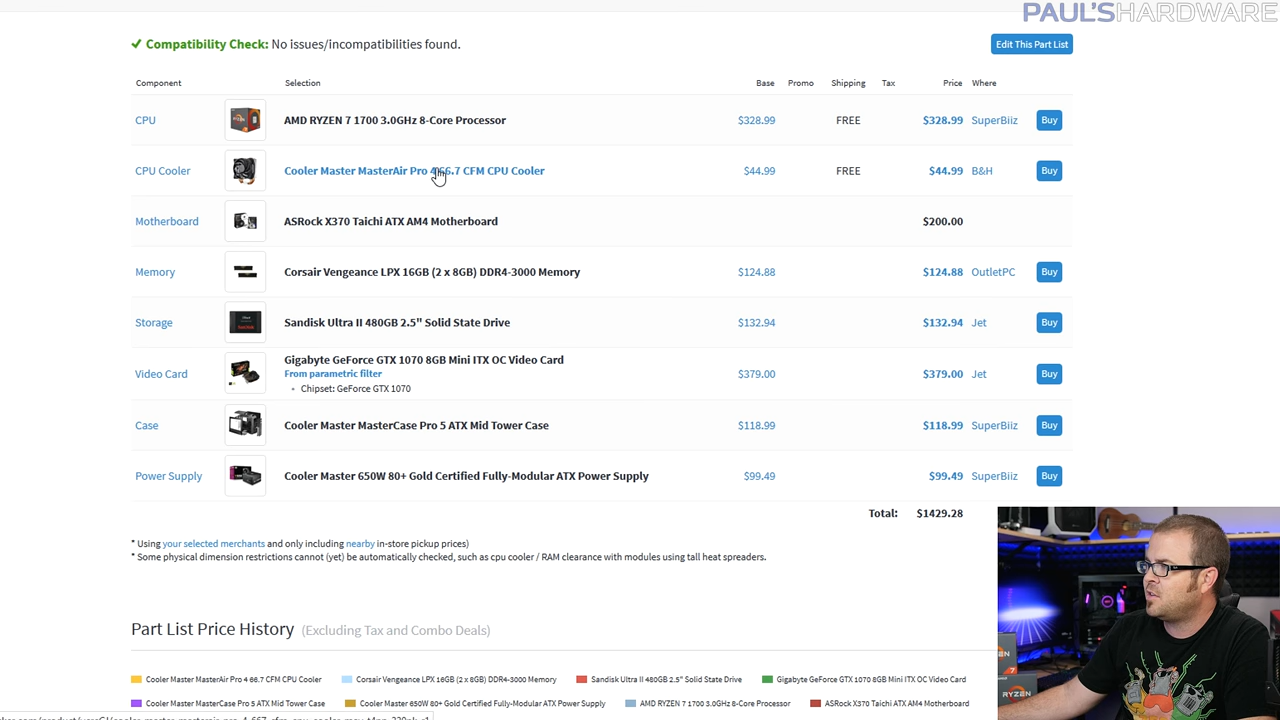 PAUL'SHARDWARE
Compatibility Check: No issues/incompatibilities found.
Edit This Part List
Component Selection Base Promo Shipping Tax Price Where
CPU AMD RYZEN 7 1700 3.0GHz 8-Core Processor $328.99 FREE $328.99 SuperBiiz Buy
CPU Cooler Cooler Master MasterAir Pro 4 66.7 CFM CPU Cooler $44.99 FREE $44.99 B&H Buy
Motherboard ASRock X370 Taichi ATX AM4 Motherboard $200.00
Memory Corsair Vengeance LPX 16GB (2 x 8GB) DDR4-3000 Memory $124.88 $124.88 OutletPC Buy
Storage Sandisk Ultra II 480GB 2.5" Solid State Drive $132.94 $132.94 Jet Buy
Gigabyte GeForce GTX 1070 8GB Mini ITX OC Video Card
Video Card From parametric filter $379.00 $379.00 Jet Buy
• Chipset: GeForce GTX 1070
Case Cooler Master MasterCase Pro 5 ATX Mid Tower Case $118.99 $118.99 SuperBiiz Buy
Power Supply Cooler Master 650W 80+ Gold Certified Fully-Modular ATX Power Supply $99.49 $99.49 SuperBiiz Buy
Total: $1429.28
* Using your selected merchants and only including nearby in-store pickup prices)
* Some physical dimension restrictions cannot (yet) be automatically checked, such as cpu cooler / RAM clearance with modules using tall heat spreaders.
Part List Price History (Excluding Tax and Combo Deals)
Cooler Master MasterAir Pro 4 66.7 CFM CPU Cooler Corsair Vengeance LPX 16GB (2 x 8GB) DDR4-3000 Memory Sandisk Ultra II 480GB 2.5" Solid State Drive Gigabyte GeForce GTX 1070 8GB Mini ITX OC Video Card
Cooler Master MasterCase Pro 5 ATX Mid Tower Case Cooler Master 650W 80+ Gold Certified Fully-Modular ATX Power Supply AMD RYZEN 7 1700 3.0GHz 8-Core Processor ASRock X370 Taichi ATX AM4 Motherboard
RYZEN